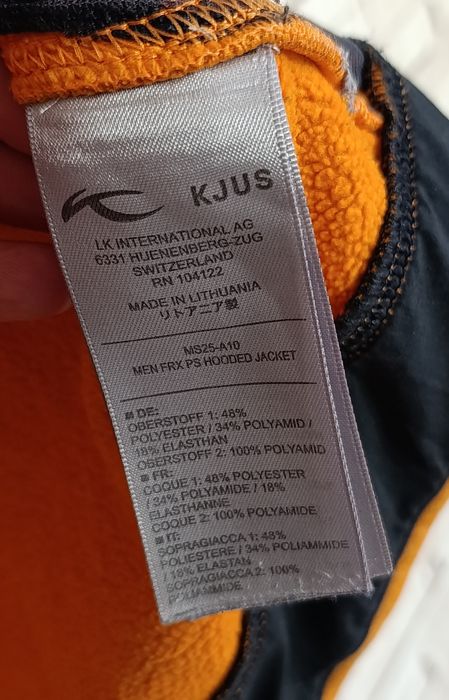 KJUS
LK INTERNATIONAL AG
6331 HUENENBERG-ZUG
SWITZERLAND
RN 104122
MADE IN LITHUANIA
リトアニア製
MS25-A10
MEN FRX PS HOODED JACKET
■ DE:
OBERSTOFF 1: 48%
POLYESTER / 34% POLYAMID /
18% ELASTHAN
OBERSTOFF 2: 100% POLYAMID
■ FR:
COQUE 1: 48% POLYESTER
/ 34% POLYAMIDE / 18%
ELASTHANNE
COQUE 2: 100% POLYAMIDE
■ IT:
SOPRAGIACCA 1: 48%
POLIESTERE / 34% POLIAMMIDE
/ 18% ELASTAN
SOPRAGIACCA 2: 100%
POLIAMMIDE